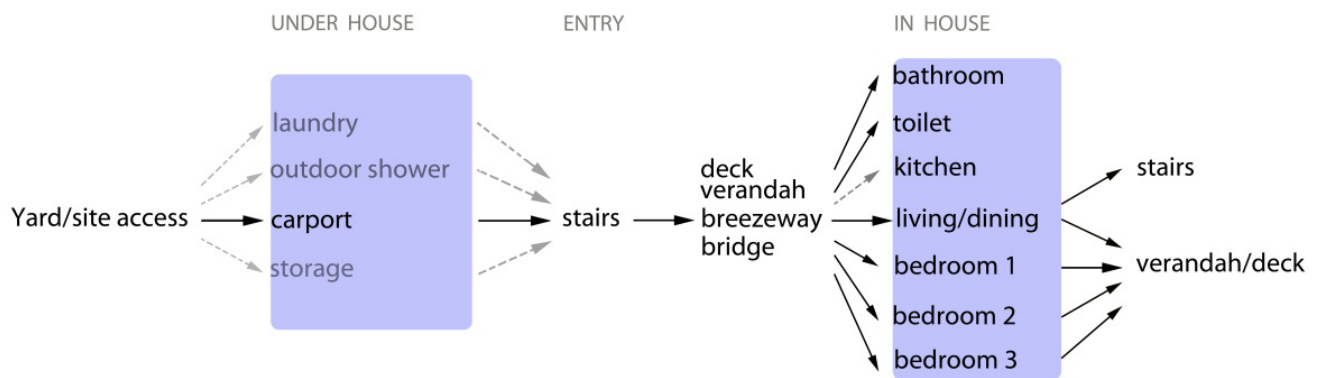 UNDER HOUSE
ENTRY
IN HOUSE
Yard/site access
laundry
outdoor shower
carport
storage
stairs
deck
verandah
breezeway
bridge
bathroom
toilet
kitchen
living/dining
bedroom 1
bedroom 2
bedroom 3
stairs
verandah/deck